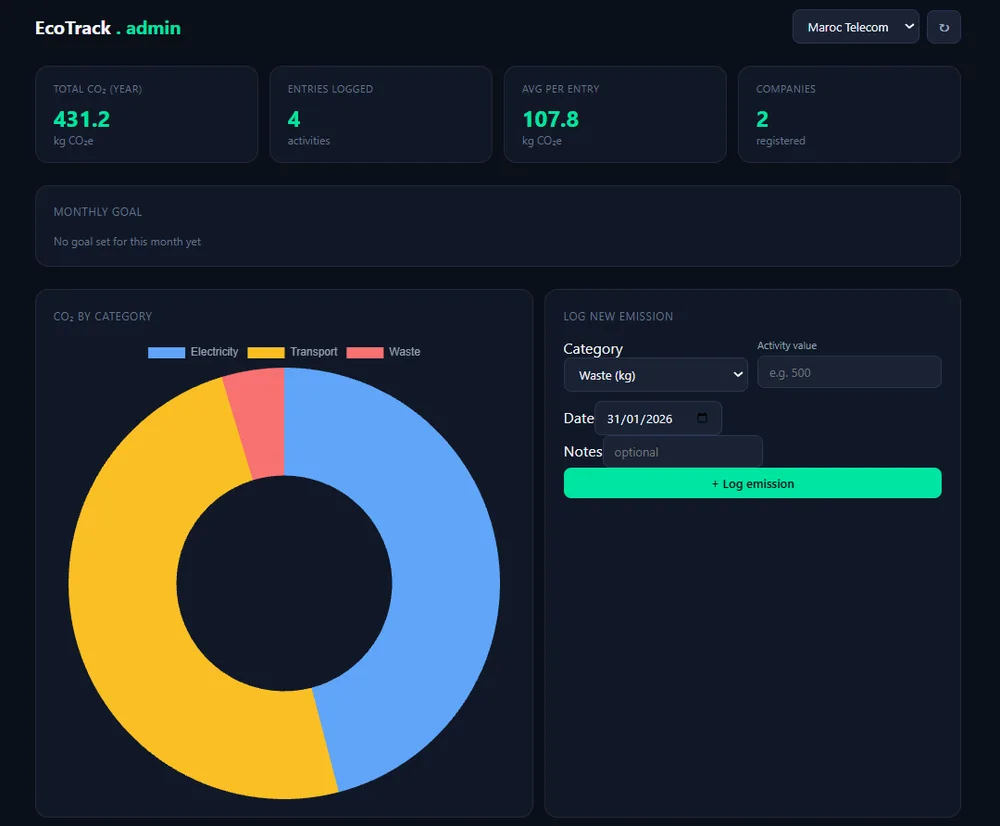 EcoTrack . admin
Maroc Telecom
↻
TOTAL CO₂ (YEAR)
431.2
kg CO₂e
ENTRIES LOGGED
4
activities
AVG PER ENTRY
107.8
kg CO₂e
COMPANIES
2
registered
MONTHLY GOAL
No goal set for this month yet
CO₂ BY CATEGORY
Electricity Transport Waste
LOG NEW EMISSION
Category
Waste (kg)
Activity value
e.g. 500
Date 31/01/2026
Notes optional
+ Log emission